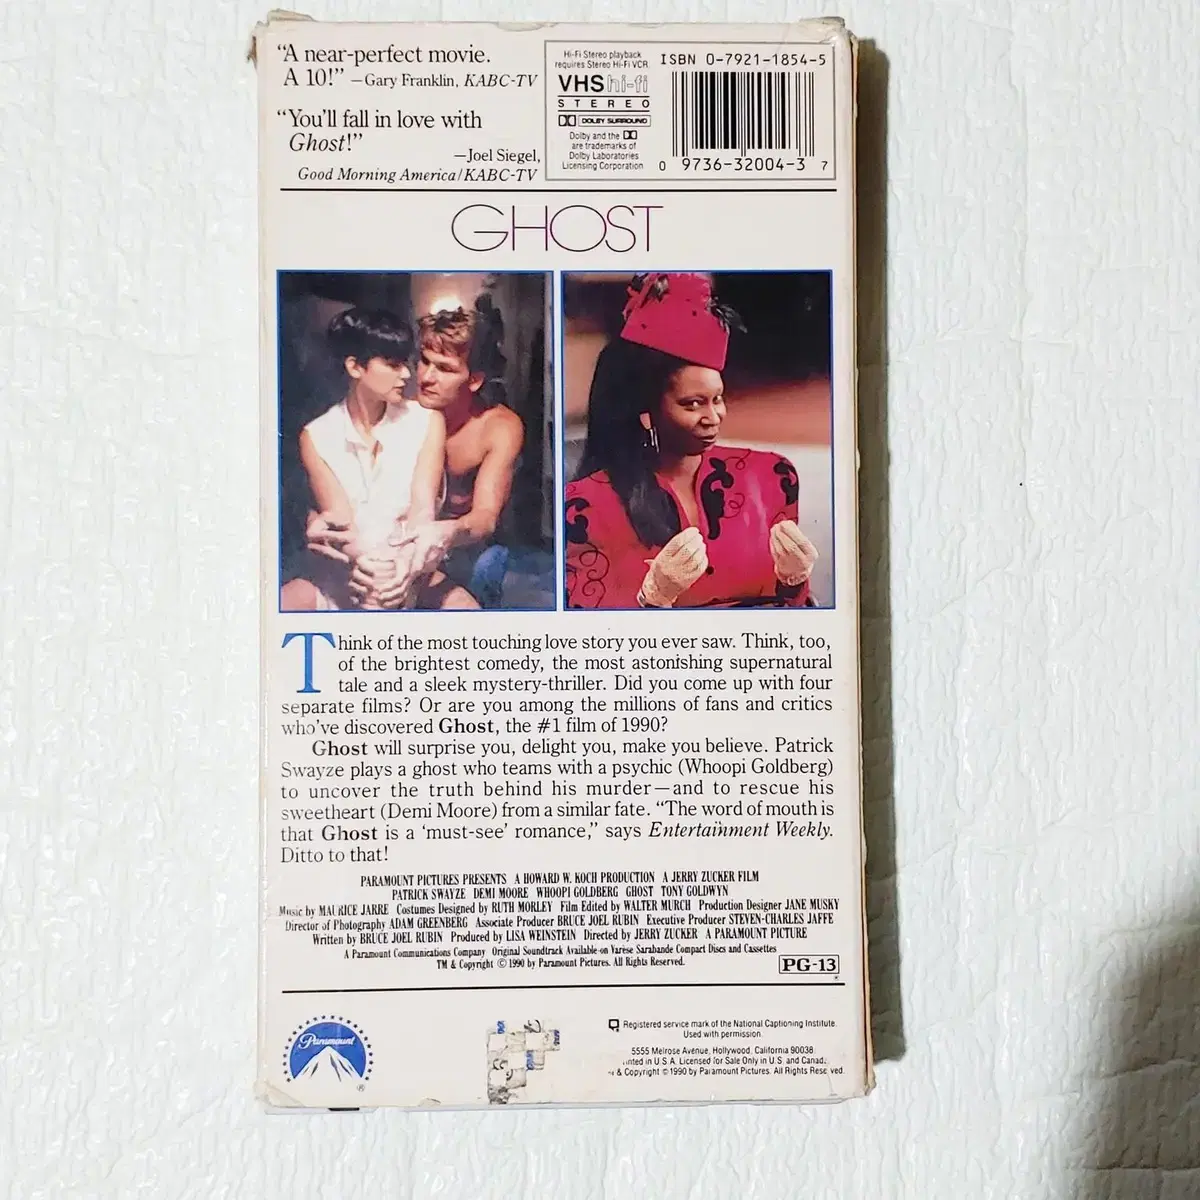 “A near-perfect movie.
A 10!” —Gary Franklin, KABC-TV
“You'll fall in love with
Ghost!”
—Joel Siegel,
Good Morning America/KABC-TV
Hi-Fi Stereo playback
requires Stereo Hi-Fi VCR.
VHS hi-fi
STEREO
DOLBY SURROUND
Dolby and the
are trademarks of
Dolby Laboratories
Licensing Corporation
ISBN 0-7921-1854-5
0 9736-32004-3 7
GHOST
Think of the most touching love story you ever saw. Think, too,
of the brightest comedy, the most astonishing supernatural
tale and a sleek mystery-thriller. Did you come up with four
separate films? Or are you among the millions of fans and critics
who've discovered Ghost, the #1 film of 1990?
Ghost will surprise you, delight you, make you believe. Patrick
Swayze plays a ghost who teams with a psychic (Whoopi Goldberg)
to uncover the truth behind his murder—and to rescue his
sweetheart (Demi Moore) from a similar fate. “The word of mouth is
that Ghost is a ‘must-see’ romance,” says Entertainment Weekly.
Ditto to that!
PARAMOUNT PICTURES PRESENTS A HOWARD W. KOCH PRODUCTION A JERRY ZUCKER FILM
PATRICK SWAYZE DEMI MOORE WHOOPI GOLDBERG GHOST TONY GOLDWYN
Music by MAURICE JARRE Costumes Designed by RUTH MORLEY Film Edited by WALTER MURCH Production Designer JANE MUSKY
Director of Photography ADAM GREENBERG Associate Producer BRUCE JOEL RUBIN Executive Producer STEVEN-CHARLES JAFFE
Written by BRUCE JOEL RUBIN Produced by LISA WEINSTEIN Directed by JERRY ZUCKER A PARAMOUNT PICTURE
A Paramount Communications Company Original Soundtrack Available on Varèse Sarabande Compact Discs and Cassettes
TM & Copyright © 1990 by Paramount Pictures. All Rights Reserved.
PG-13
Paramount
®
Registered service mark of the National Captioning Institute.
Used with permission.
5555 Melrose Avenue, Hollywood, California 90038
in U.S.A. Licensed for Sale Only in U.S. and
& Copyright © 1990 by Paramount Pictures. All Rights